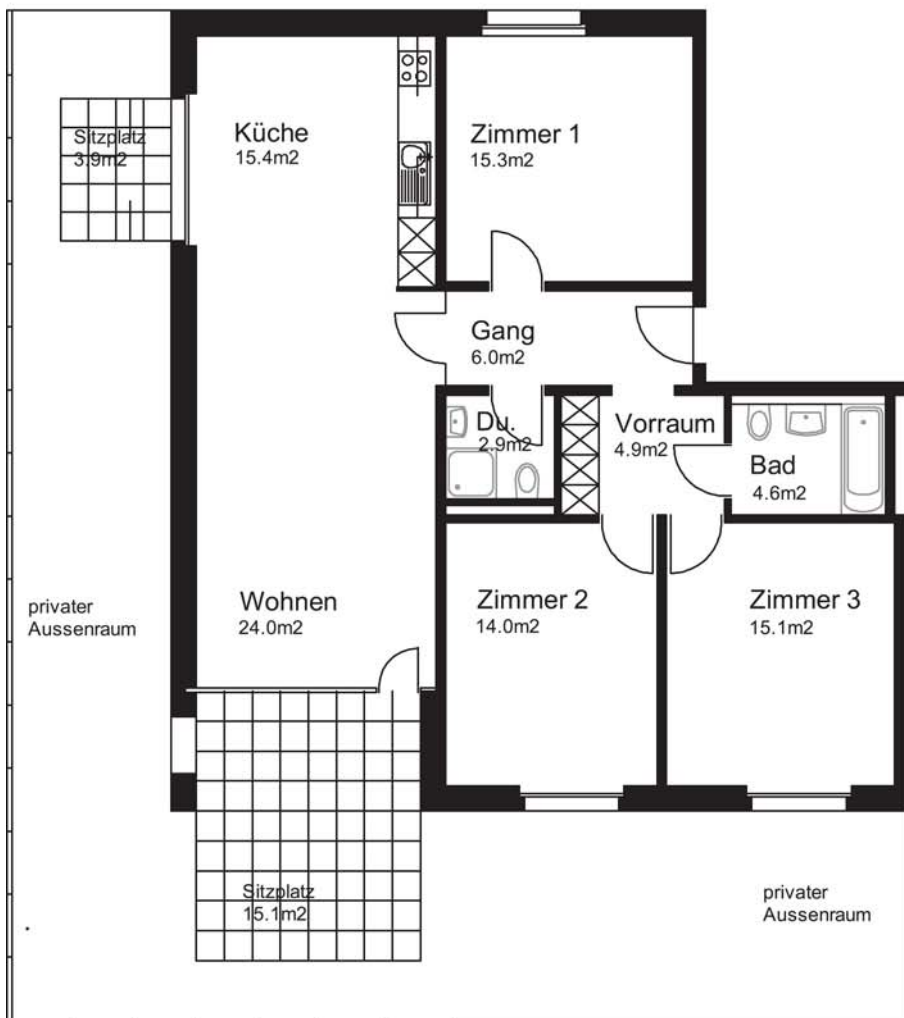 Sitzplatz
3.9m2
Küche
15.4m2
Zimmer 1
15.3m2
Gang
6.0m2
Du.
2.9m2
Vorraum
4.9m2
Bad
4.6m2
privater
Aussenraum
Wohnen
24.0m2
Zimmer 2
14.0m2
Zimmer 3
15.1m2
Sitzplatz
15.1m2
privater
Aussenraum